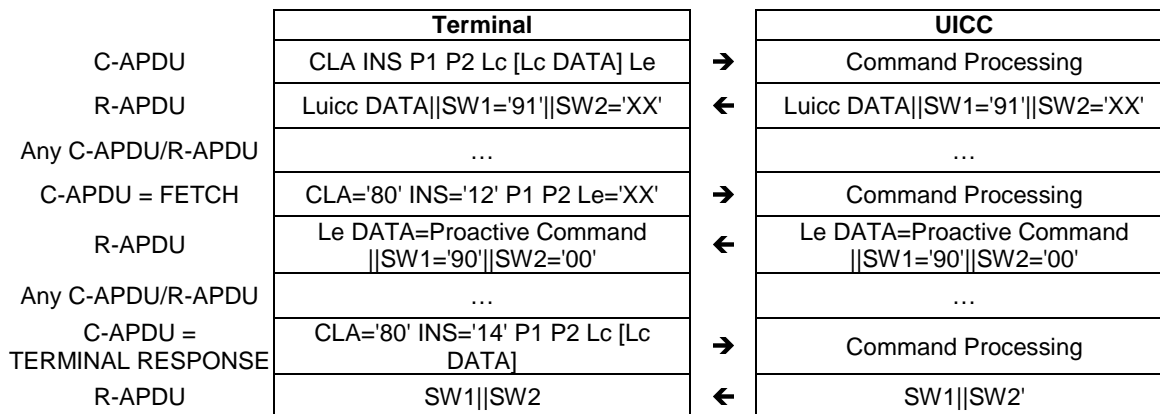 Terminal UICC
C-APDU CLA INS P1 P2 Lc [Lc DATA] Le ➔ Command Processing
R-APDU Luicc DATA||SW1='91'||SW2='XX' 🡸 Luicc DATA||SW1='91'||SW2='XX'
Any C-APDU/R-APDU … …
C-APDU = FETCH CLA='80' INS='12' P1 P2 Le='XX' ➔ Command Processing
R-APDU Le DATA=Proactive Command
||SW1='90'||SW2='00' 🡸 Le DATA=Proactive Command
||SW1='90'||SW2='00'
Any C-APDU/R-APDU … …
C-APDU =
TERMINAL RESPONSE CLA='80' INS='14' P1 P2 Lc [Lc
DATA] ➔ Command Processing
R-APDU SW1||SW2 🡸 SW1||SW2'